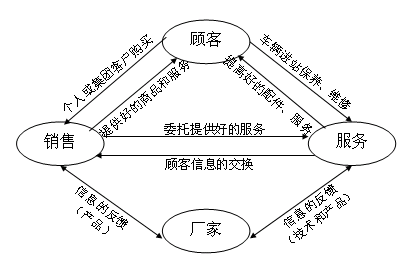 顾客
个人或集团客户购买
提供好的商品和服务
提高好的配件、服务
车辆进站保养、维修
销售
委托提供好的服务
顾客信息的交换
服务
信息的反馈
（产品）
厂家
信息的反馈
（技术和产品）